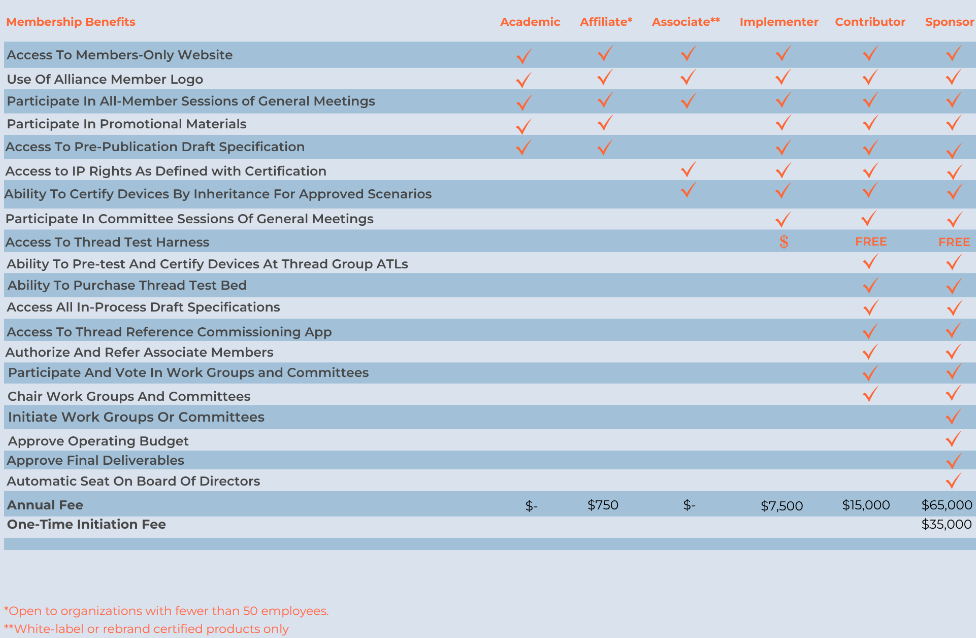 Membership Benefits Academic Affiliate* Associate** Implementer Contributor Sponsor
Access To Members-Only Website ✓ ✓ ✓ ✓ ✓ ✓
Use Of Alliance Member Logo ✓ ✓ ✓ ✓ ✓ ✓
Participate In All-Member Sessions of General Meetings ✓ ✓ ✓ ✓ ✓ ✓
Participate In Promotional Materials ✓ ✓ ✓ ✓ ✓
Access To Pre-Publication Draft Specification ✓ ✓ ✓ ✓ ✓
Access to IP Rights As Defined with Certification ✓ ✓ ✓ ✓
Ability To Certify Devices By Inheritance For Approved Scenarios ✓ ✓ ✓ ✓
Participate In Committee Sessions Of General Meetings ✓ ✓ ✓
Access To Thread Test Harness $ FREE FREE
Ability To Pre-test And Certify Devices At Thread Group ATLs ✓ ✓
Ability To Purchase Thread Test Bed ✓ ✓
Access All In-Process Draft Specifications ✓ ✓
Access To Thread Reference Commissioning App ✓ ✓
Authorize And Refer Associate Members ✓ ✓
Participate And Vote In Work Groups and Committees ✓ ✓
Chair Work Groups And Committees ✓ ✓
Initiate Work Groups Or Committees ✓
Approve Operating Budget ✓
Approve Final Deliverables ✓
Automatic Seat On Board Of Directors ✓
Annual Fee $- $750 $- $7,500 $15,000 $65,000
One-Time Initiation Fee $35,000
*Open to organizations with fewer than 50 employees.
**White-label or rebrand certified products only